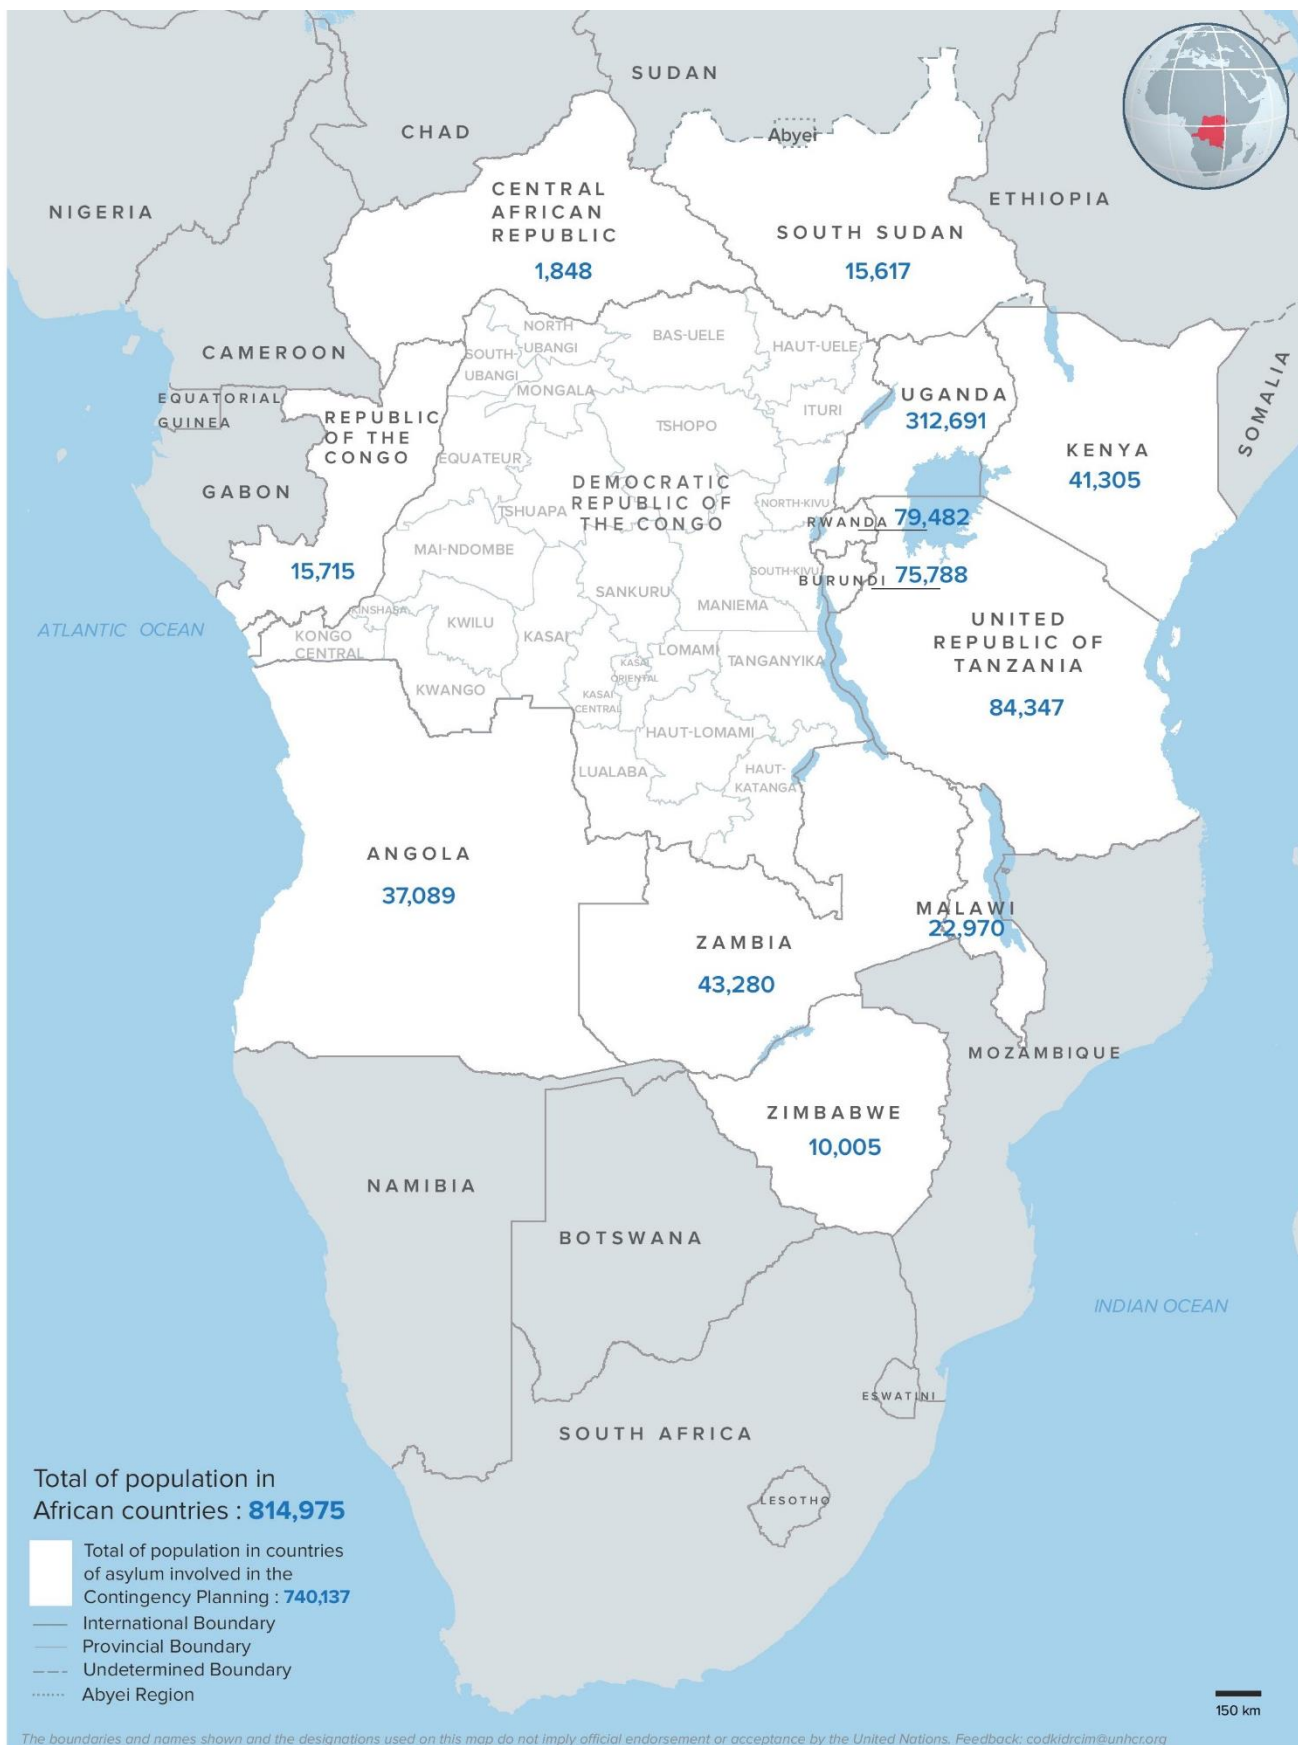 SUDAN
CHAD
Abyei
NIGERIA
ETHIOPIA
CENTRAL
AFRICAN
REPUBLIC
1,848
SOUTH SUDAN
15,617
NORTH
UBANGI
SOUTH-
UBANGI
BAS-UELE
HAUT-UELE
CAMEROON
MONGALA
ITURI
UGANDA
312,691
SOMALIA
EQUATORIAL
GUINEA
REPUBLIC
OF THE
CONGO
TSHOPO
KENYA
41,305
GABON
EQUATEUR
DEMOCRATIC
REPUBLIC OF
THE CONGO
TSHUAPA
NORTH-KIVU
RWANDA 79,482
MAI-NDOMBE
15,715
SOUTH-KIVU
BURUNDI 75,788
SANKURU
MANIEMA
KINSHASA
ATLANTIC OCEAN
KONGO
CENTRAL
KWILU
KASAI
LOMAMI
KASAI
ORIENTAL
TANGANYIKA
UNITED
REPUBLIC OF
TANZANIA
84,347
KWANGO
KASAI
CENTRAL
HAUT-LOMAMI
LUALABA
HAUT-
KATANGA
ANGOLA
37,089
MALAWI
22,970
ZAMBIA
43,280
MOZAMBIQUE
ZIMBABWE
10,005
NAMIBIA
BOTSWANA
INDIAN OCEAN
ESWATINI
SOUTH AFRICA
LESOTHO
Total of population in
African countries : 814,975
Total of population in countries
of asylum involved in the
Contingency Planning : 740,137
International Boundary
Provincial Boundary
Undetermined Boundary
Abyei Region
150 km
The boundaries and names shown and the designations used on this map do not imply official endorsement or acceptance by the United Nations. Feedback: codkidrcim@unhcr.org